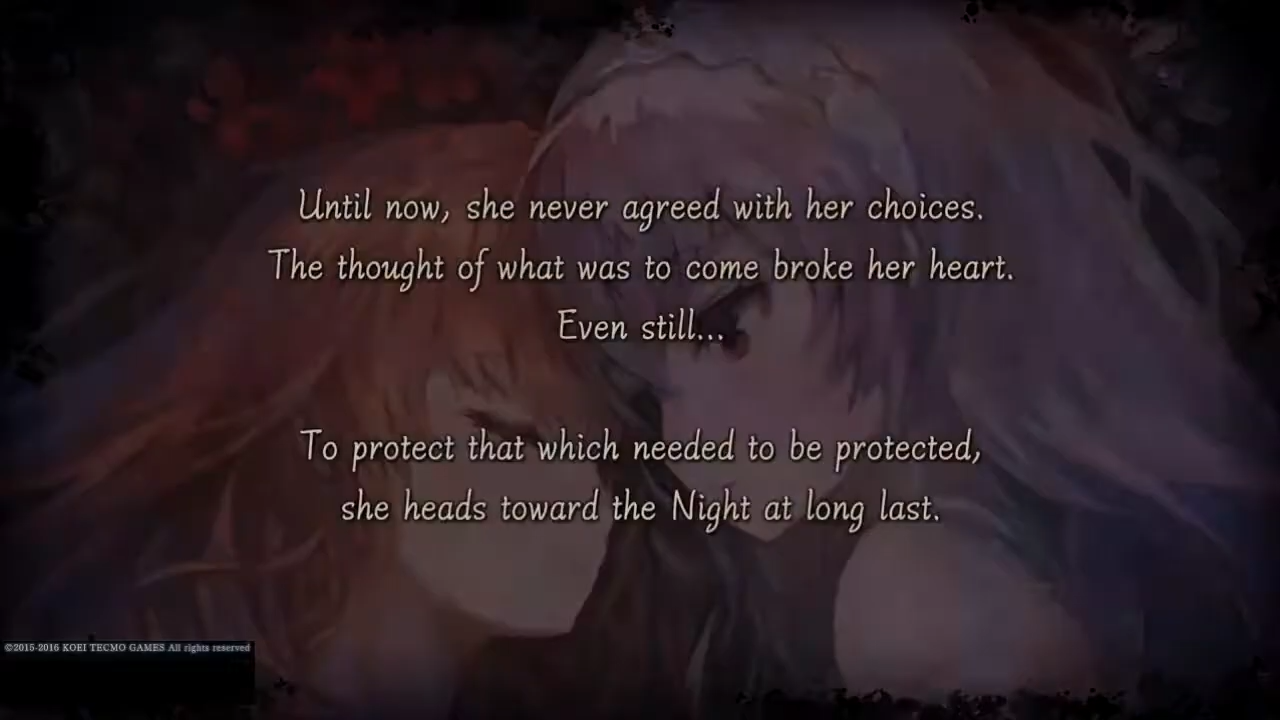 Until now, she never agreed with her choices.
The thought of what was to come broke her heart.
Even still...
To protect that which needed to be protected,
she heads toward the Night at long last.
©2015-2016 KOEI TECMO GAMES All rights reserved